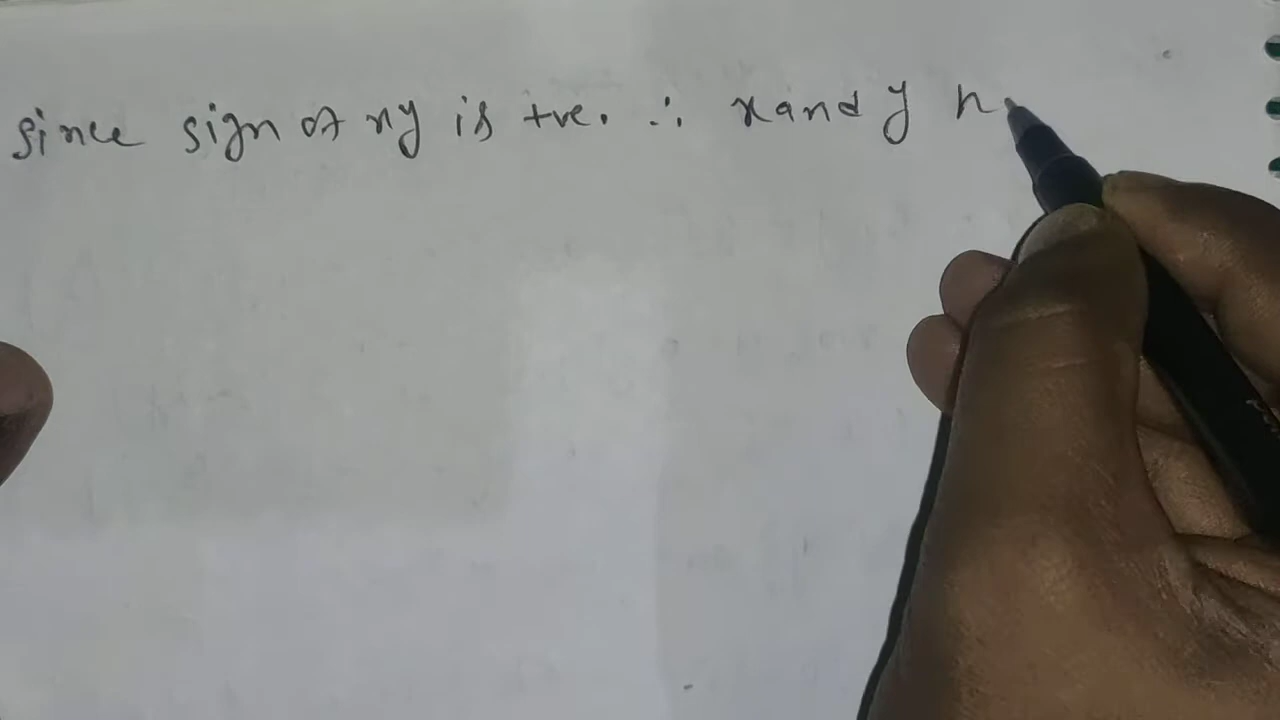 since sign of xy is +ve. ∴ x and y h